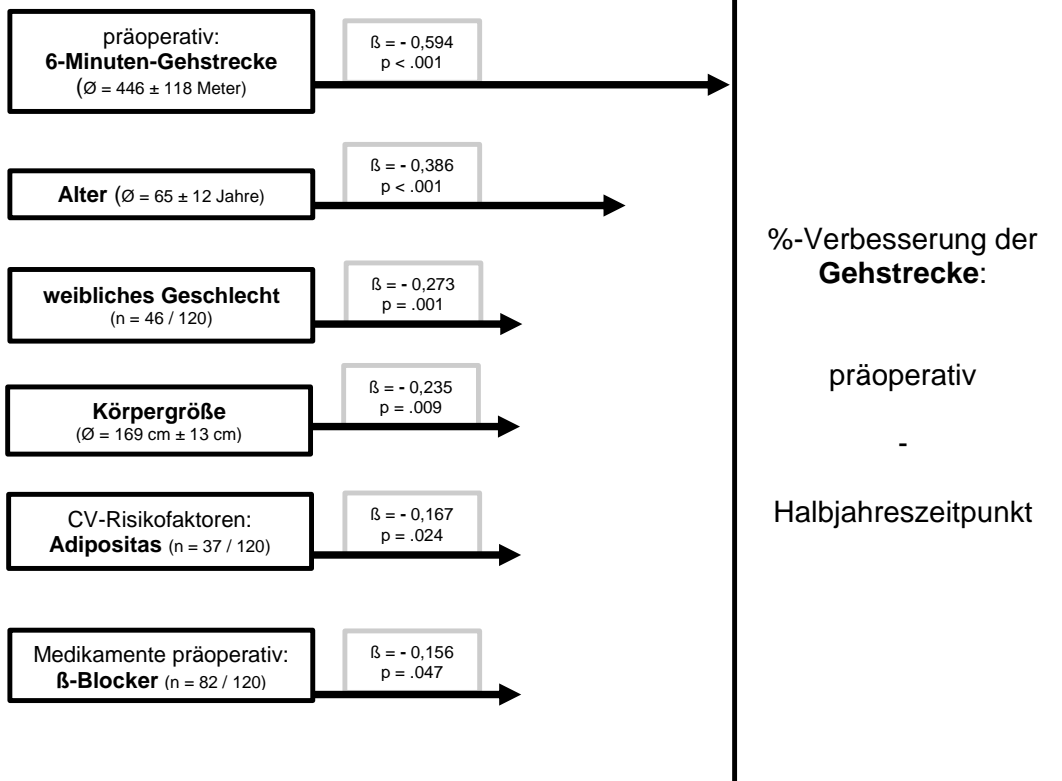 präoperativ:
6-Minuten-Gehstrecke
(Ø = 446 ± 118 Meter)
ß = - 0,594
p < .001
Alter (Ø = 65 ± 12 Jahre)
ß = - 0,386
p < .001
weibliches Geschlecht
(n = 46 / 120)
ß = - 0,273
p = .001
Körpergröße
(Ø = 169 cm ± 13 cm)
ß = - 0,235
p = .009
CV-Risikofaktoren:
Adipositas (n = 37 / 120)
ß = - 0,167
p = .024
Medikamente präoperativ:
ß-Blocker (n = 82 / 120)
ß = - 0,156
p = .047
%-Verbesserung der
Gehstrecke:
präoperativ
-
Halbjahreszeitpunkt